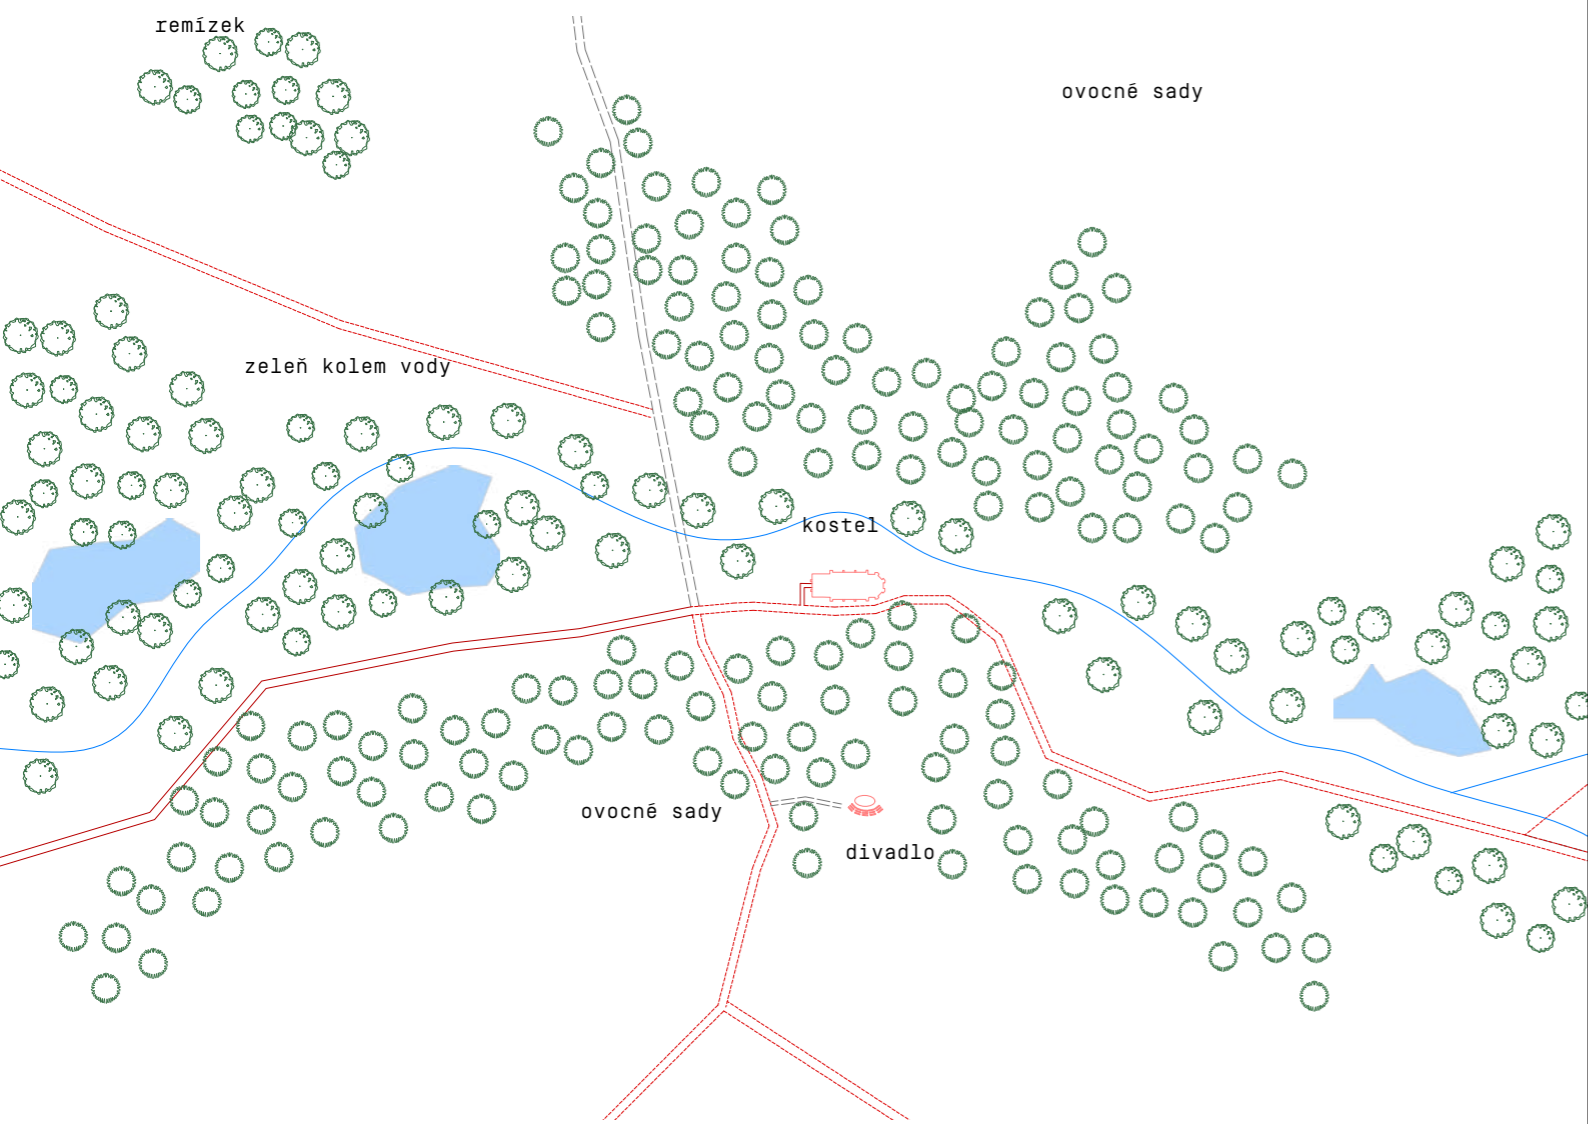 remízek
ovocné sady
zeleň kolem vody
kostel
ovocné sady
divadlo